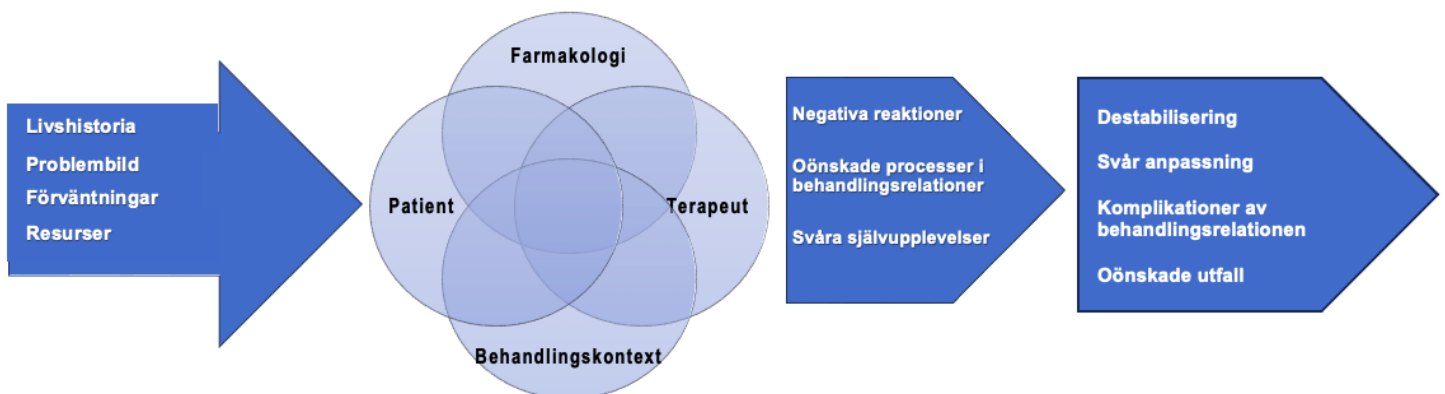 Livshistoria
Problembild
Förväntningar
Resurser
Farmakologi
Patient
Terapeut
Behandlingskontext
Negativa reaktioner
Oönskade processer i
behandlingsrelationer
Svåra självupplevelser
Destabilisering
Svår anpassning
Komplikationer av
behandlingsrelationen
Oönskade utfall